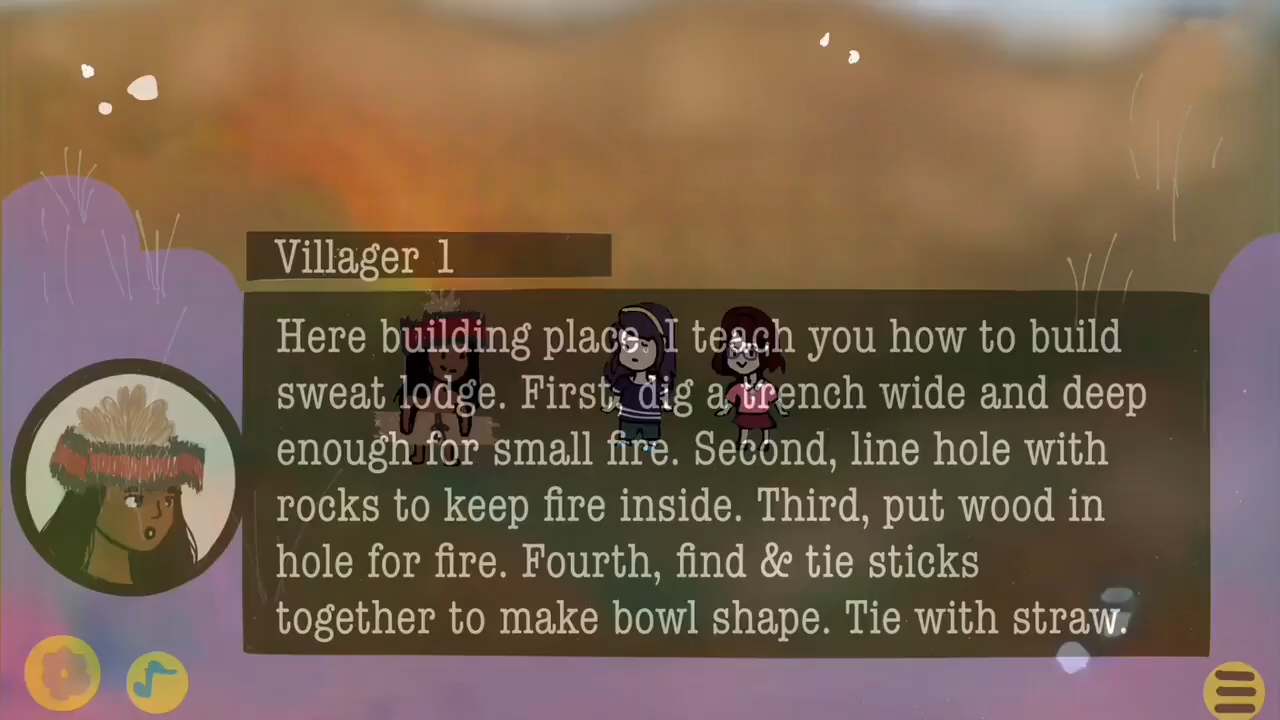 Villager 1
Here building place. I teach you how to build
sweat lodge. First, dig a trench wide and deep
enough for small fire. Second, line hole with
rocks to keep fire inside. Third, put wood in
hole for fire. Fourth, find & tie sticks
together to make bowl shape. Tie with straw.